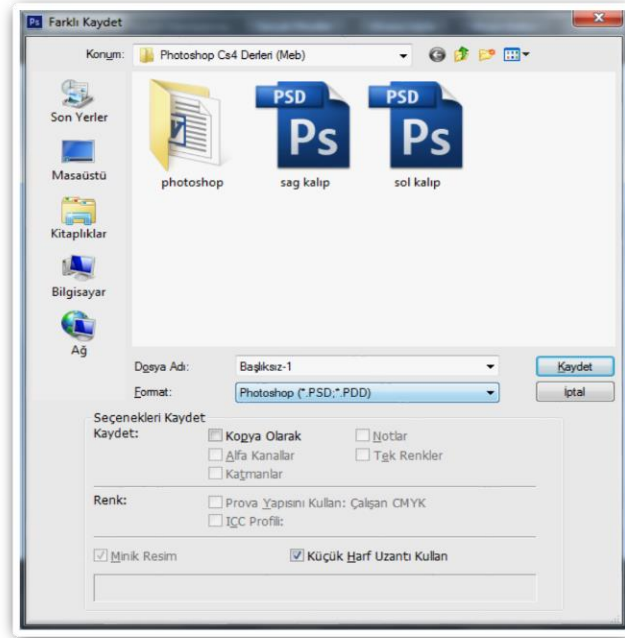 Ps Farklı Kaydet
Konum: Photoshop Cs4 Derleri (Meb)
Son Yerler
Masaüstü
Kitaplıklar
Bilgisayar
Ağ
PSD PSD
Ps Ps
photoshop sag kalıp sol kalıp
Dosya Adı: Başlıksız-1 Kaydet
Format: Photoshop (*.PSD;*.PDD) İptal
Seçenekleri Kaydet
Kaydet: Kopya Olarak Notlar
Alfa Kanallar Tek Renkler
Katmanlar
Renk: Prova Yapısını Kullan: Çalışan CMYK
ICC Profili:
Minik Resim Küçük Harf Uzantı Kullan